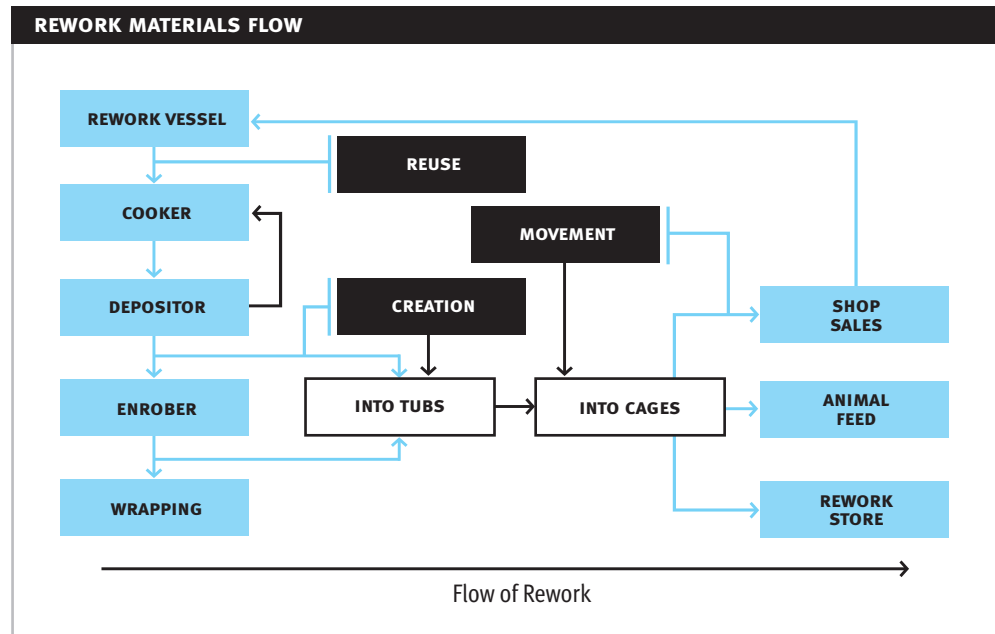 REWORK MATERIALS FLOW
REWORK VESSEL
REUSE
COOKER
MOVEMENT
DEPOSITOR
CREATION
SHOP
SALES
ENROBER
INTO TUBS
INTO CAGES
ANIMAL
FEED
WRAPPING
REWORK
STORE
Flow of Rework